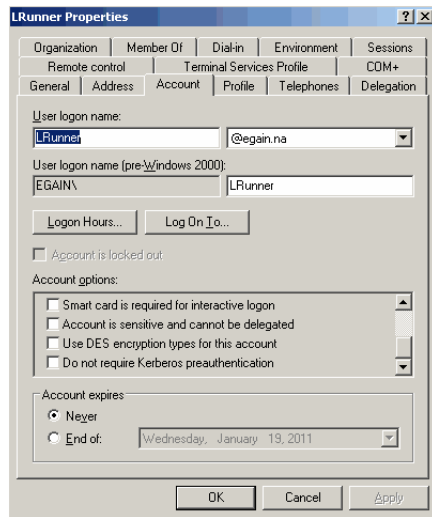 LRunner Properties
Organization Member Of Dial-in Environment Sessions
Remote control Terminal Services Profile COM+
General Address Account Profile Telephones Delegation
User logon name:
LRunner @egain.na
User logon name (pre-Windows 2000):
EGAIN\ LRunner
Logon Hours... Log On To...
Account is locked out
Account options:
Smart card is required for interactive logon
Account is sensitive and cannot be delegated
Use DES encryption types for this account
Do not require Kerberos preauthentication
Account expires
Never
End of: Wednesday, January 19, 2011
OK Cancel Apply